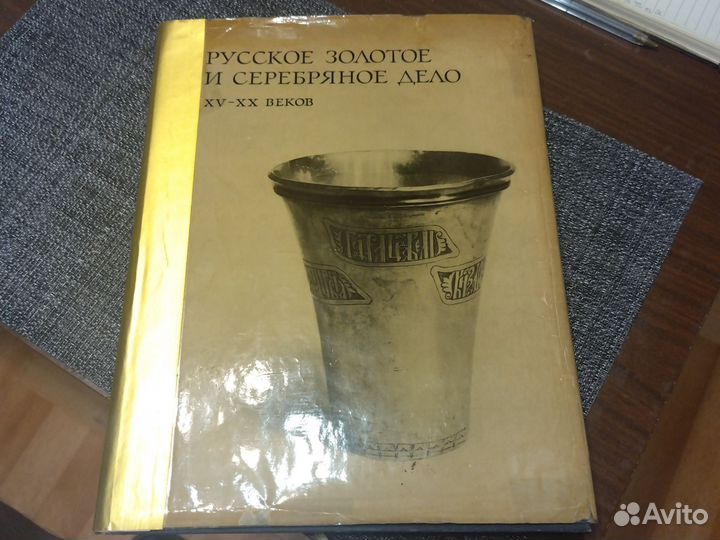 РУССКОЕ ЗОЛОТОЕ
И СЕРЕБРЯНОЕ ДЕЛО
XV–XX ВЕКОВ
Avito